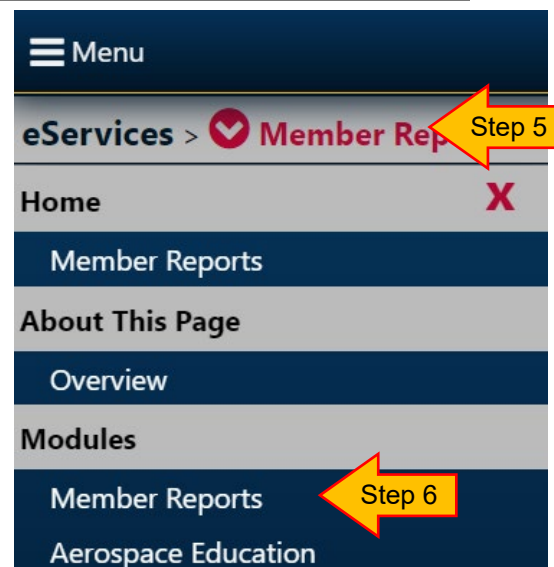 Menu
eServices > Member Rep Step 5
Home X
Member Reports
About This Page
Overview
Modules
Member Reports Step 6
Aerospace Education